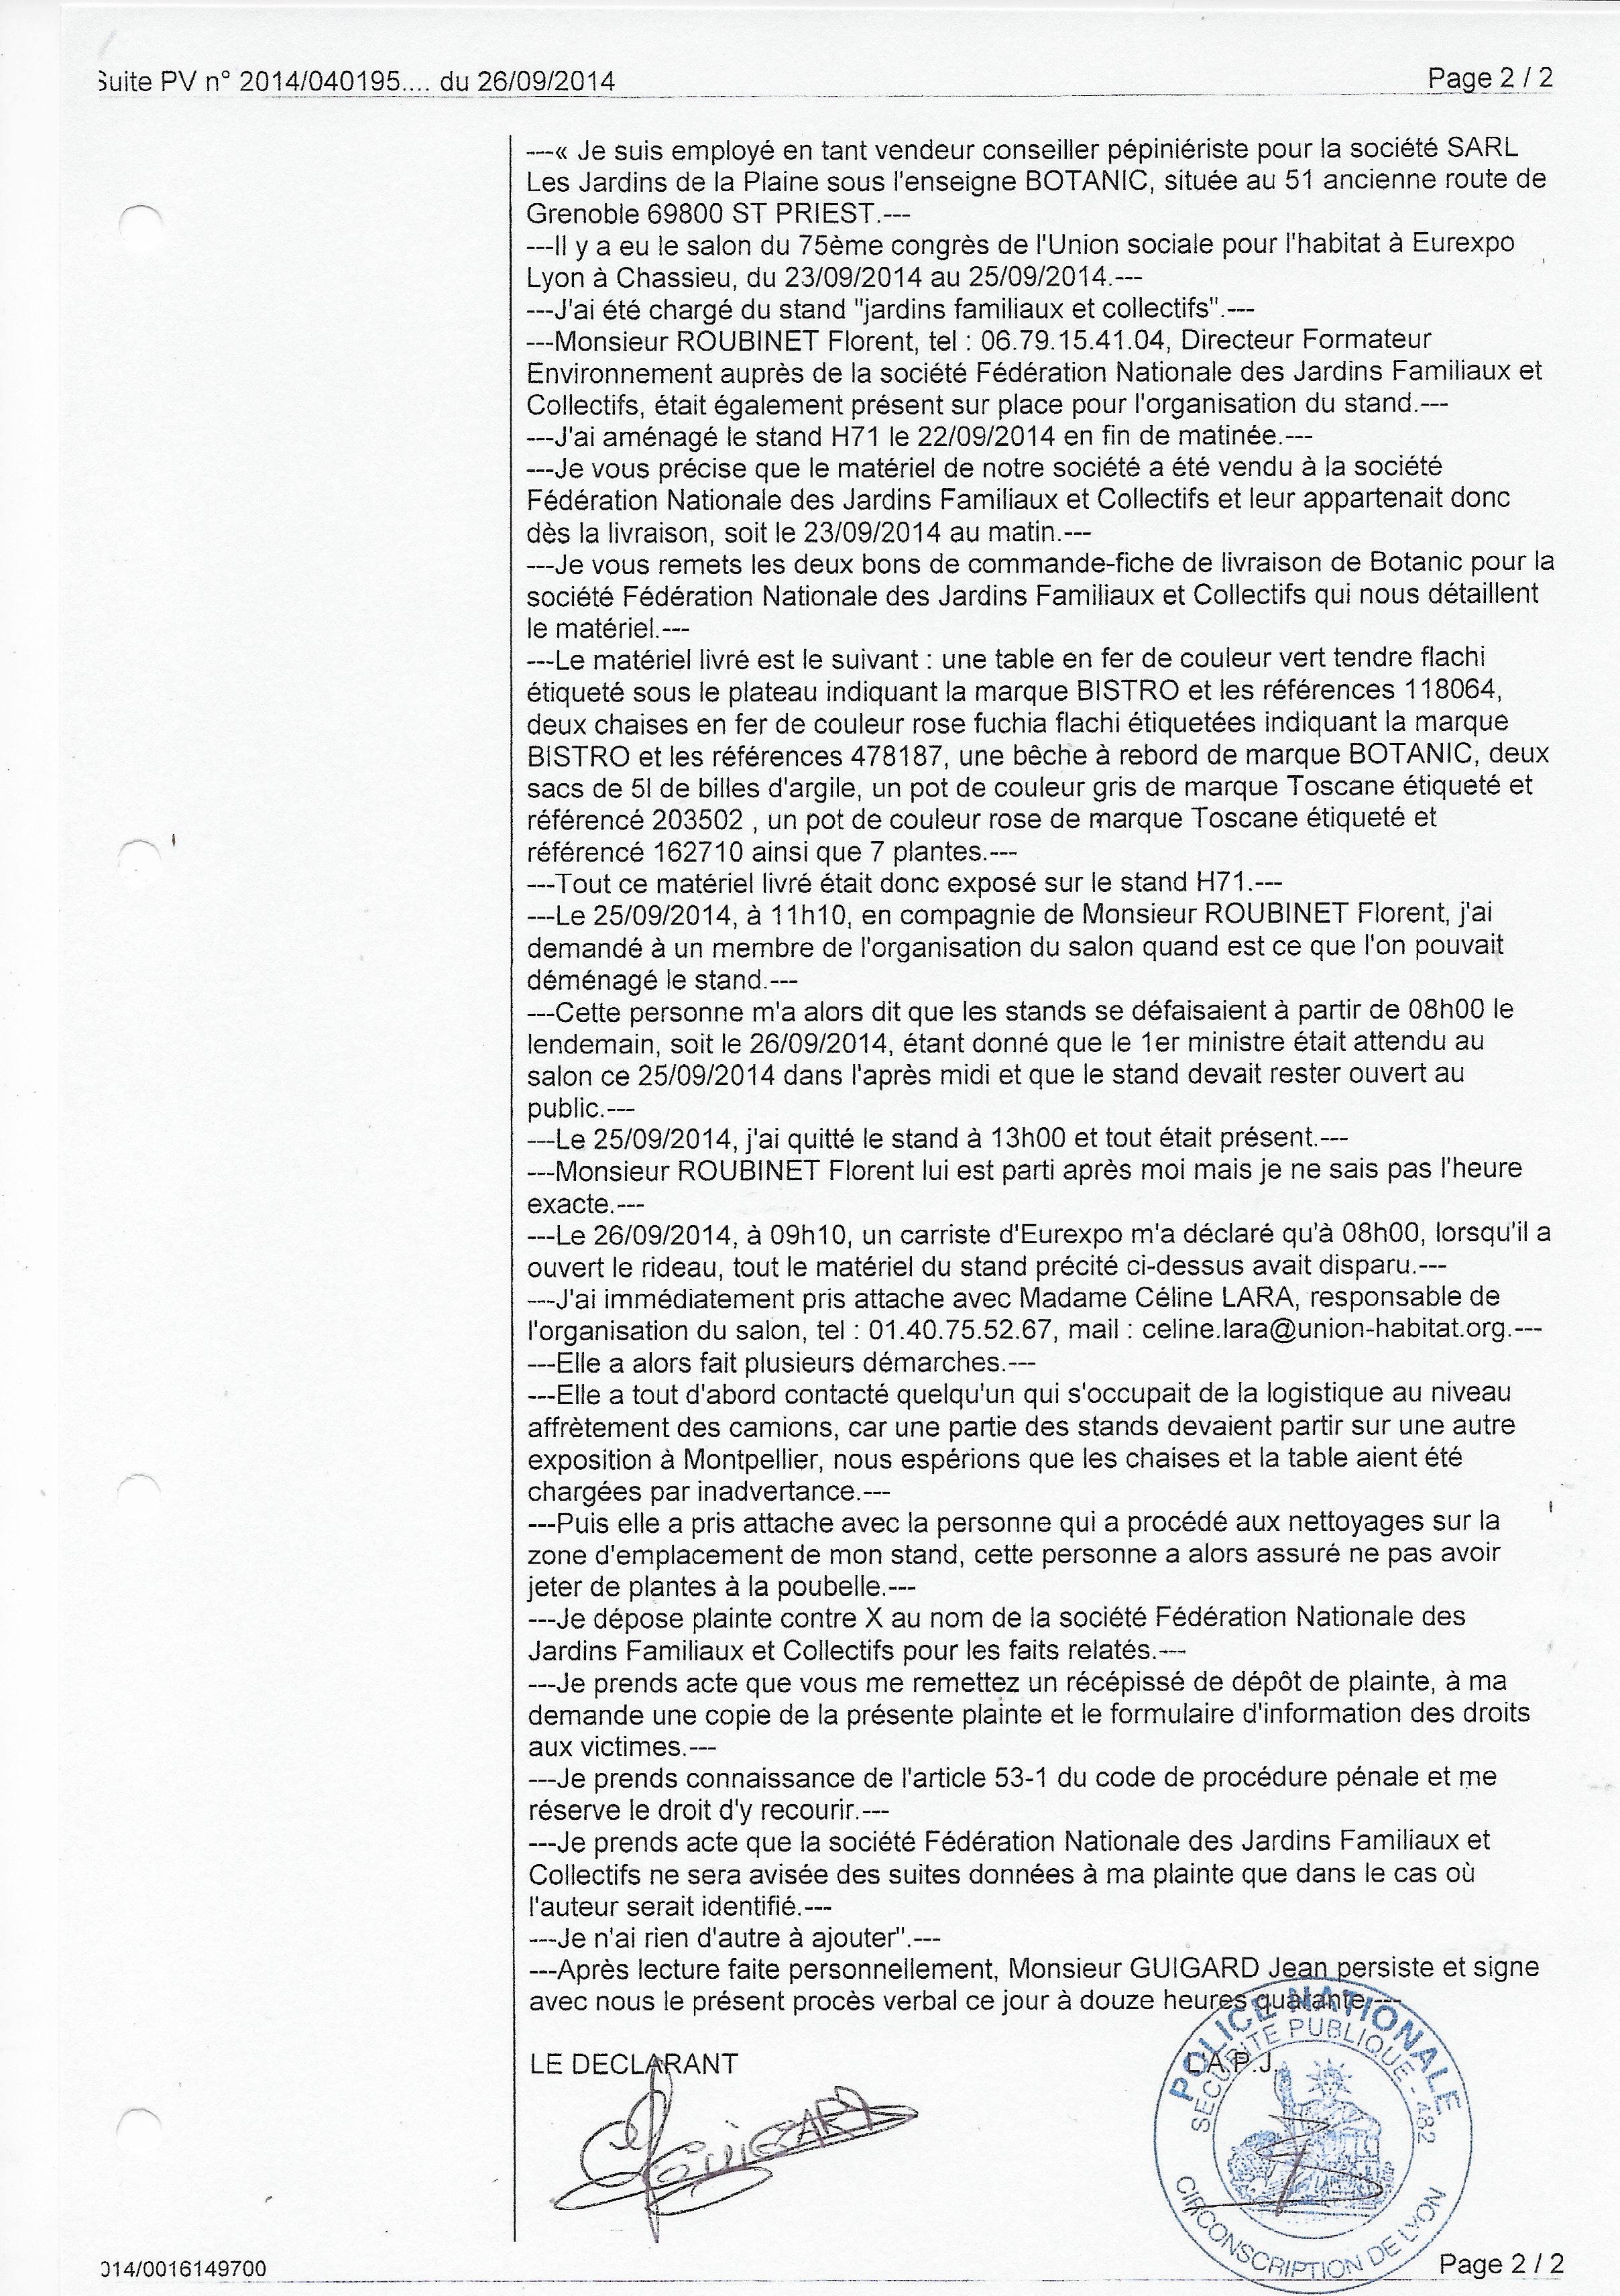 Suite PV n° 2014/040195.... du 26/09/2014
Page 2 / 2
---« Je suis employé en tant vendeur conseiller pépiniériste pour la société SARL
Les Jardins de la Plaine sous l'enseigne BOTANIC, située au 51 ancienne route de
Grenoble 69800 ST PRIEST.---
---Il y a eu le salon du 75ème congrès de l'Union sociale pour l'habitat à Eurexpo
Lyon à Chassieu, du 23/09/2014 au 25/09/2014.---
---J'ai été chargé du stand "jardins familiaux et collectifs".---
---Monsieur ROUBINET Florent, tel : 06.79.15.41.04, Directeur Formateur
Environnement auprès de la société Fédération Nationale des Jardins Familiaux et
Collectifs, était également présent sur place pour l'organisation du stand.---
---J'ai aménagé le stand H71 le 22/09/2014 en fin de matinée.---
---Je vous précise que le matériel de notre société a été vendu à la société
Fédération Nationale des Jardins Familiaux et Collectifs et leur appartenait donc
dès la livraison, soit le 23/09/2014 au matin.---
---Je vous remets les deux bons de commande-fiche de livraison de Botanic pour la
société Fédération Nationale des Jardins Familiaux et Collectifs qui nous détaillent
le matériel.---
---Le matériel livré est le suivant : une table en fer de couleur vert tendre flachi
étiqueté sous le plateau indiquant la marque BISTRO et les références 118064,
deux chaises en fer de couleur rose fuchia flachi étiquetées indiquant la marque
BISTRO et les références 478187, une bêche à rebord de marque BOTANIC, deux
sacs de 5l de billes d'argile, un pot de couleur gris de marque Toscane étiqueté et
référencé 203502 , un pot de couleur rose de marque Toscane étiqueté et
référencé 162710 ainsi que 7 plantes.---
---Tout ce matériel livré était donc exposé sur le stand H71.---
---Le 25/09/2014, à 11h10, en compagnie de Monsieur ROUBINET Florent, j'ai
demandé à un membre de l'organisation du salon quand est ce que l'on pouvait
déménagé le stand.---
---Cette personne m'a alors dit que les stands se défaisaient à partir de 08h00 le
lendemain, soit le 26/09/2014, étant donné que le 1er ministre était attendu au
salon ce 25/09/2014 dans l'après midi et que le stand devait rester ouvert au
public.---
---Le 25/09/2014, j'ai quitté le stand à 13h00 et tout était présent.---
---Monsieur ROUBINET Florent lui est parti après moi mais je ne sais pas l'heure
exacte.---
---Le 26/09/2014, à 09h10, un carriste d'Eurexpo m'a déclaré qu'à 08h00, lorsqu'il a
ouvert le rideau, tout le matériel du stand précité ci-dessus avait disparu.---
---J'ai immédiatement pris attache avec Madame Céline LARA, responsable de
l'organisation du salon, tel : 01.40.75.52.67, mail : celine.lara@union-habitat.org.---
---Elle a alors fait plusieurs démarches.---
---Elle a tout d'abord contacté quelqu'un qui s'occupait de la logistique au niveau
affrètement des camions, car une partie des stands devaient partir sur une autre
exposition à Montpellier, nous espérions que les chaises et la table aient été
chargées par inadvertance.---
---Puis elle a pris attache avec la personne qui a procédé aux nettoyages sur la
zone d'emplacement de mon stand, cette personne a alors assuré ne pas avoir
jeter de plantes à la poubelle.---
---Je dépose plainte contre X au nom de la société Fédération Nationale des
Jardins Familiaux et Collectifs pour les faits relatés.---
---Je prends acte que vous me remettez un récépissé de dépôt de plainte, à ma
demande une copie de la présente plainte et le formulaire d'information des droits
aux victimes.---
---Je prends connaissance de l'article 53-1 du code de procédure pénale et me
réserve le droit d'y recourir.---
---Je prends acte que la société Fédération Nationale des Jardins Familiaux et
Collectifs ne sera avisée des suites données à ma plainte que dans le cas où
l'auteur serait identifié.---
---Je n'ai rien d'autre à ajouter".---
---Après lecture faite personnellement, Monsieur GUIGARD Jean persiste et signe
avec nous le présent procès verbal ce jour à douze heures quarante.---
LE DECLARANT
L'A.P.J.
GUIGARD
POLICE NATIONALE
SECURITE PUBLIQUE - 482
CIRCONSCRIPTION DE LYON
014/0016149700
Page 2 / 2